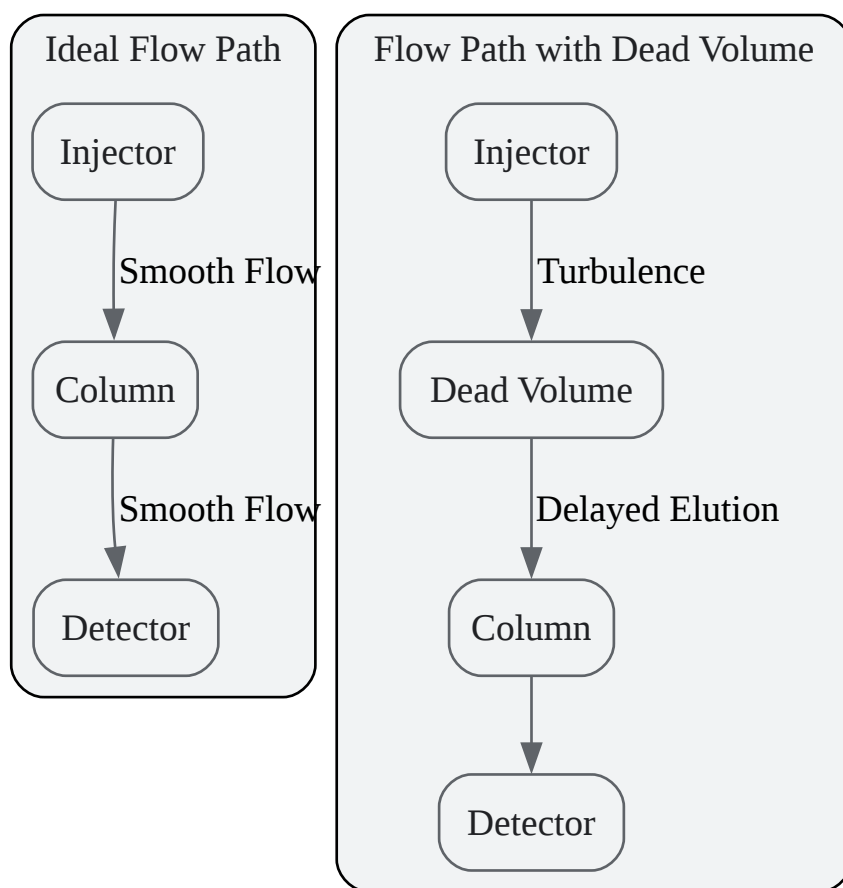 Ideal Flow Path
Injector
Smooth Flow
Column
Smooth Flow
Detector
Flow Path with Dead Volume
Injector
Turbulence
Dead Volume
Delayed Elution
Column
Detector